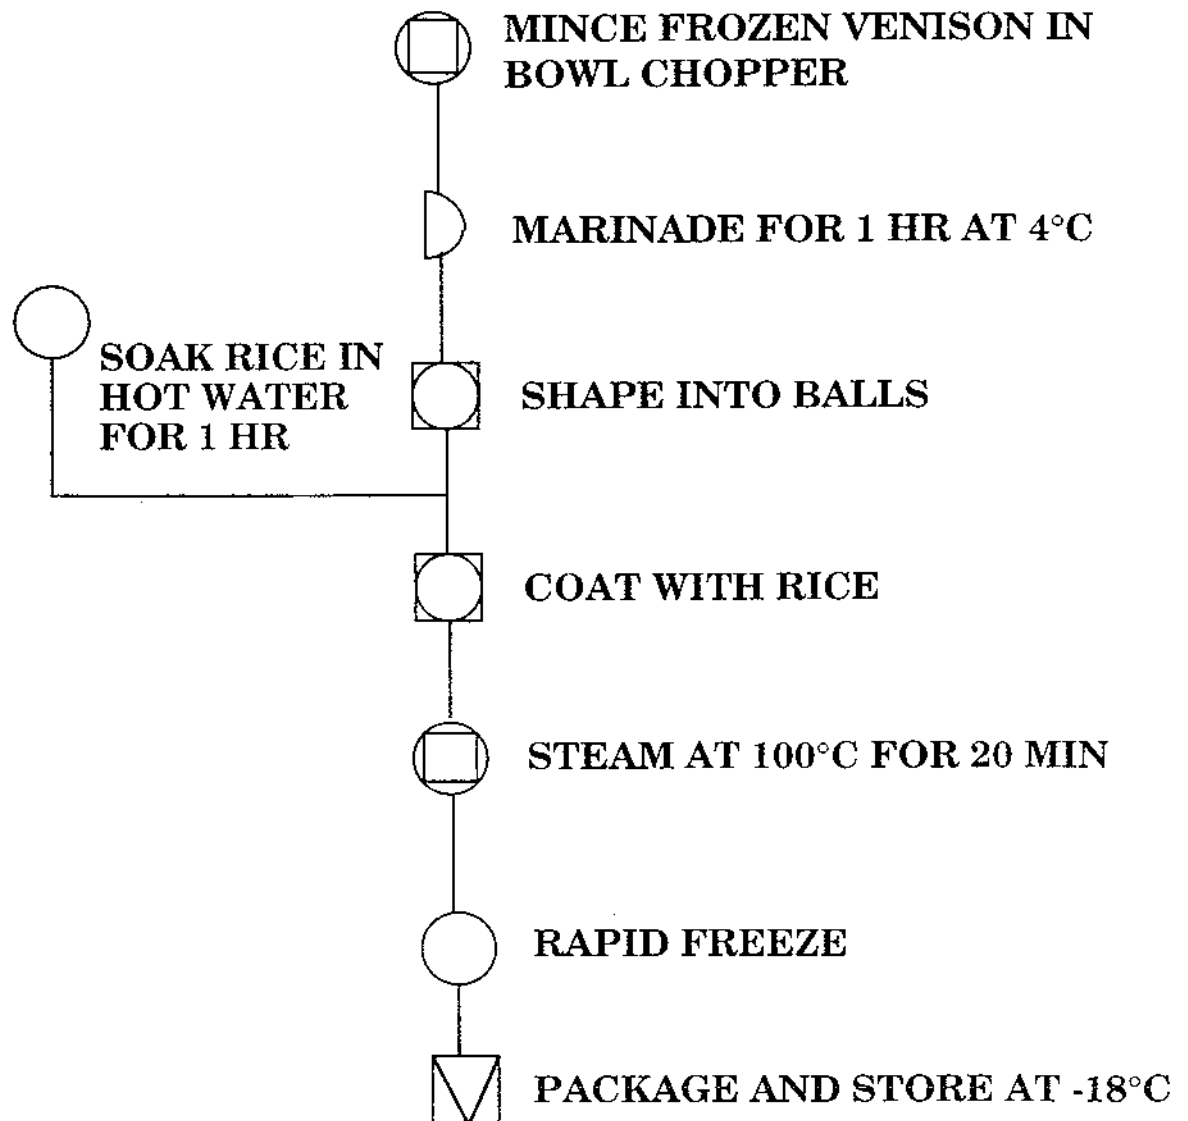 MINCE FROZEN VENISON IN
BOWL CHOPPER
MARINADE FOR 1 HR AT 4°C
SOAK RICE IN
HOT WATER
FOR 1 HR
SHAPE INTO BALLS
COAT WITH RICE
STEAM AT 100°C FOR 20 MIN
RAPID FREEZE
PACKAGE AND STORE AT -18°C